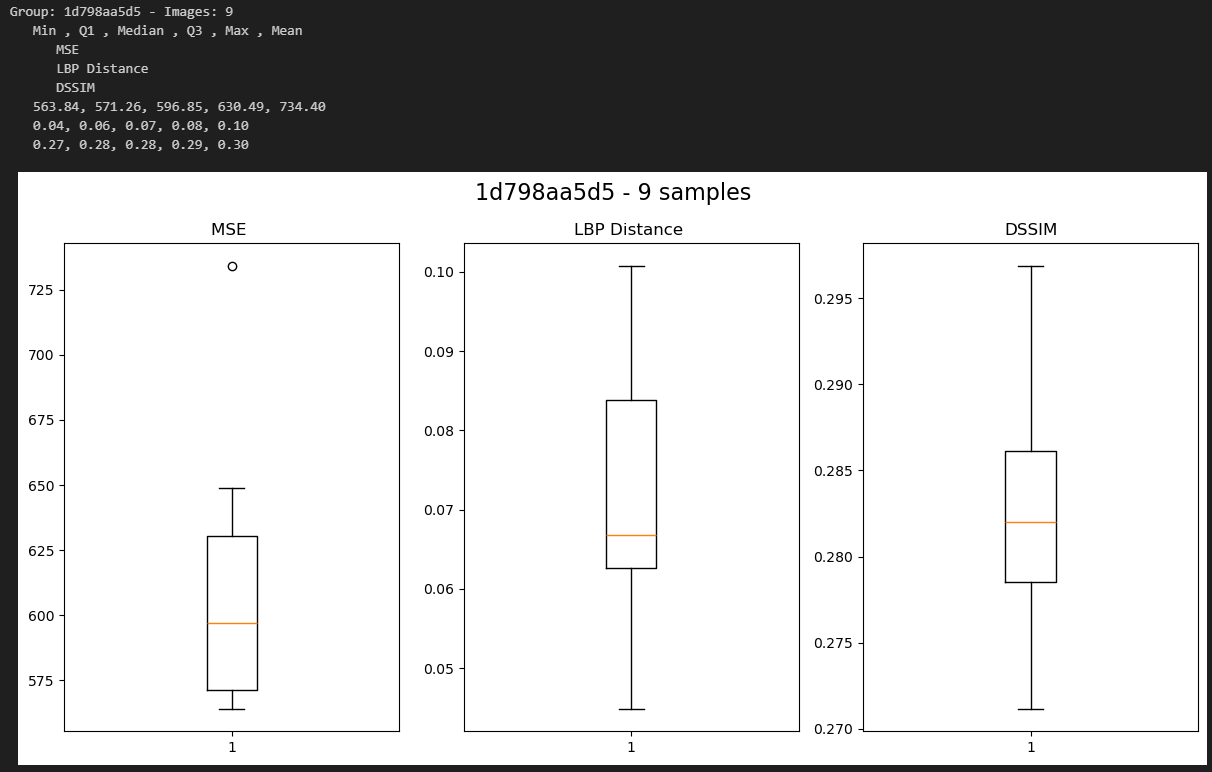 Group: 1d798aa5d5 - Images: 9
Min , Q1 , Median , Q3 , Max , Mean
MSE
LBP Distance
DSSIM
563.84, 571.26, 596.85, 630.49, 734.40
0.04, 0.06, 0.07, 0.08, 0.10
0.27, 0.28, 0.28, 0.29, 0.30
1d798aa5d5 - 9 samples
MSE
725
700
675
650
625
600
575
1
LBP Distance
0.10
0.09
0.08
0.07
0.06
0.05
1
DSSIM
0.295
0.290
0.285
0.280
0.275
0.270
1